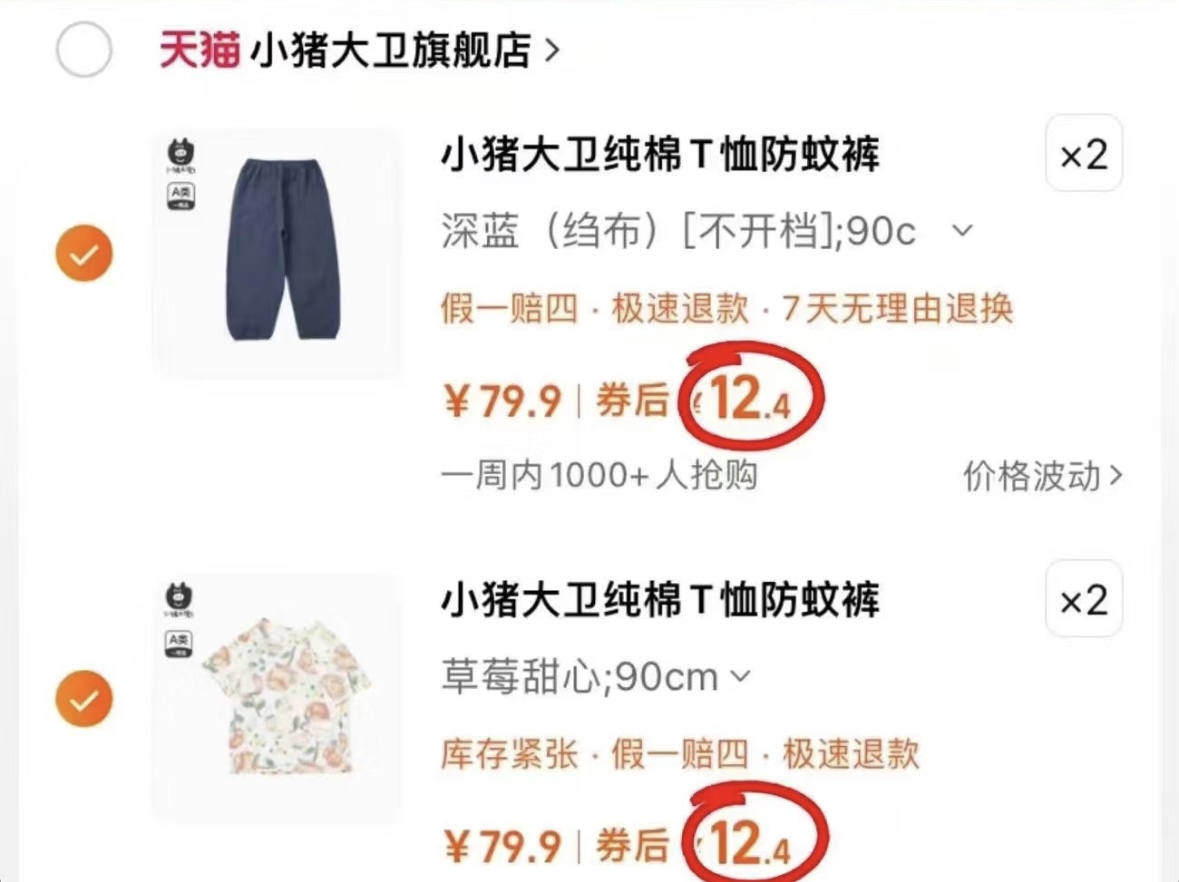 天猫 小猪大卫旗舰店 >
小猪大卫纯棉T恤防蚊裤 ×2
A类
深蓝（绉布）[不开档];90c
假一赔四 · 极速退款 · 7天无理由退换
¥79.9 | 券后 ¥12.4
一周内1000+人抢购 价格波动 >
小猪大卫纯棉T恤防蚊裤 ×2
A类
草莓甜心;90cm
库存紧张 · 假一赔四 · 极速退款
¥79.9 | 券后 ¥12.4